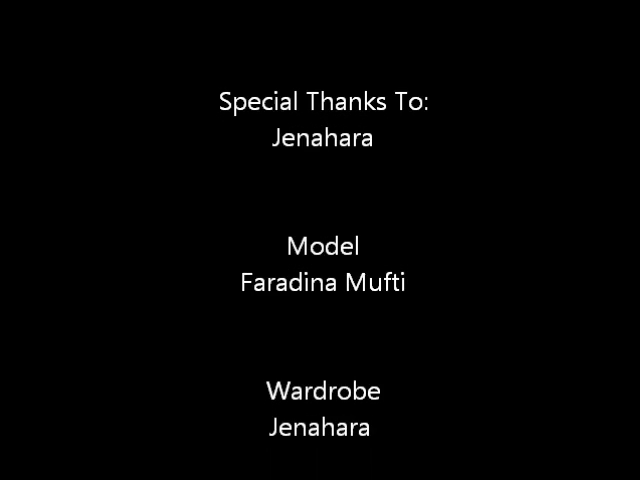 Special Thanks To:
Jenahara
Model
Faradina Mufti
Wardrobe
Jenahara